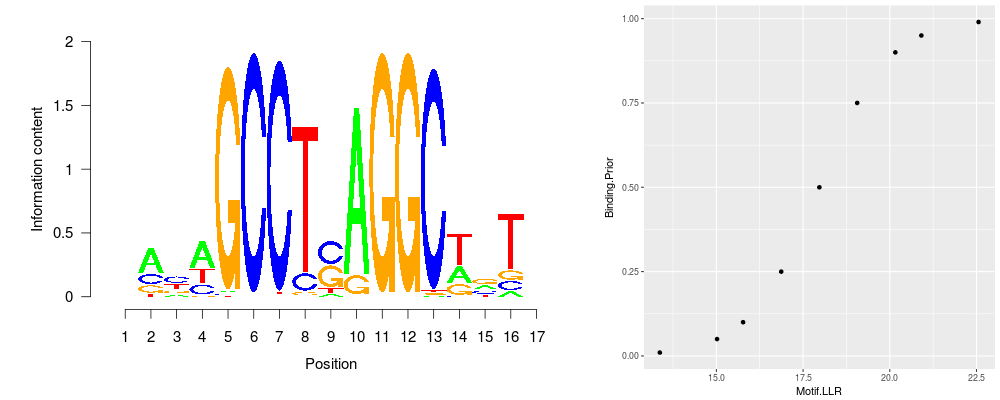 2
1.5
1
0.5
0
Information content
A C G T
C T G A
A T C
G
C
C T
T C G
C G T A
A G
G
G
C T G
T A G
G A C T
T G C A
1 2 3 4 5 6 7 8 9 10 11 12 13 14 15 16 17
Position
1.00
0.75
0.50
0.25
0.00
Binding.Prior
15.0 17.5 20.0 22.5
Motif.LLR